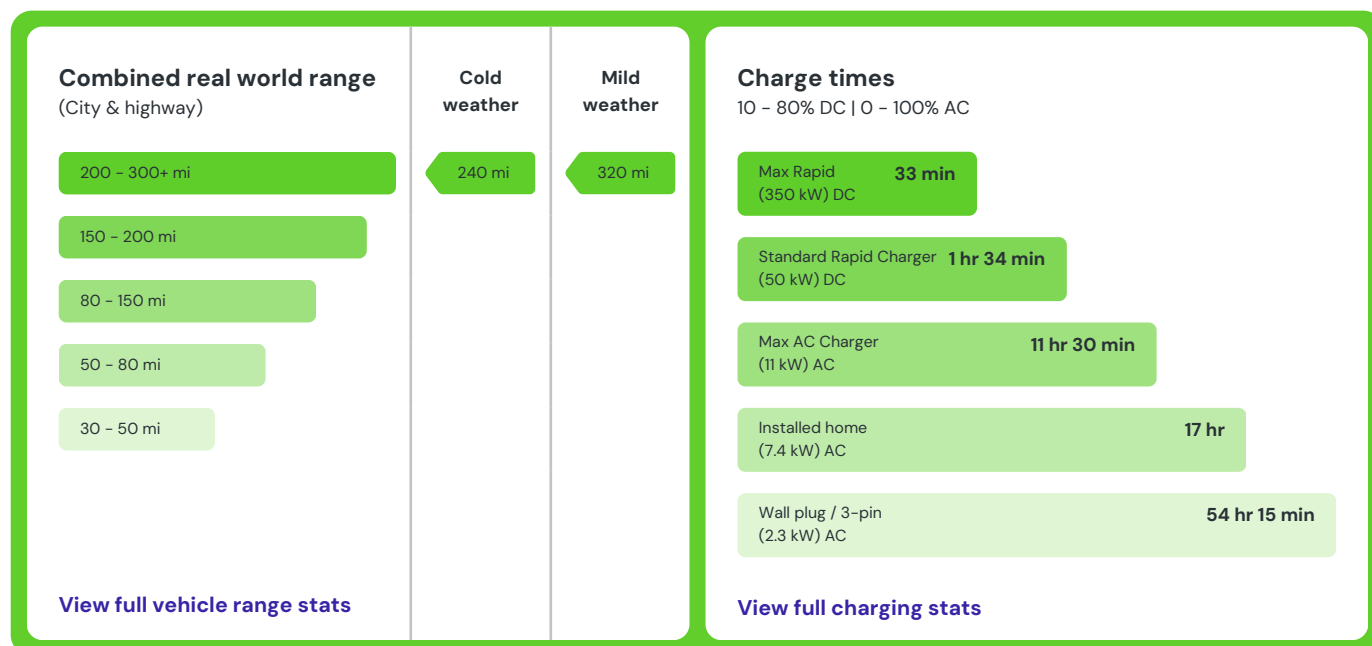 Combined real world range
(City & highway)
Cold
weather
Mild
weather
200 - 300+ mi
240 mi
320 mi
150 - 200 mi
80 - 150 mi
50 - 80 mi
30 - 50 mi
View full vehicle range stats
Charge times
10 - 80% DC | 0 - 100% AC
Max Rapid 33 min
(350 kW) DC
Standard Rapid Charger 1 hr 34 min
(50 kW) DC
Max AC Charger 11 hr 30 min
(11 kW) AC
Installed home 17 hr
(7.4 kW) AC
Wall plug / 3-pin 54 hr 15 min
(2.3 kW) AC
View full charging stats